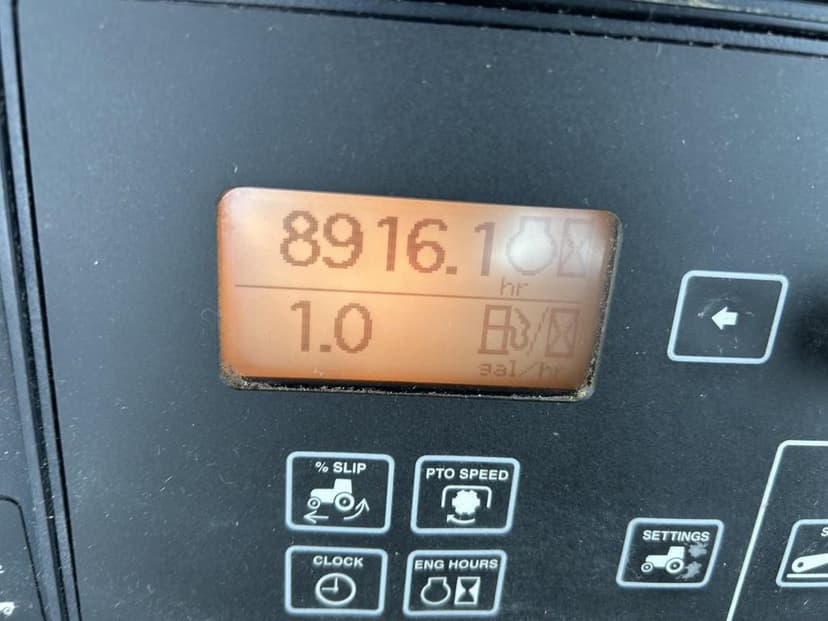 8916.1
hr
1.0
gal/hr
% SLIP
PTO SPEED
CLOCK
ENG HOURS
SETTINGS